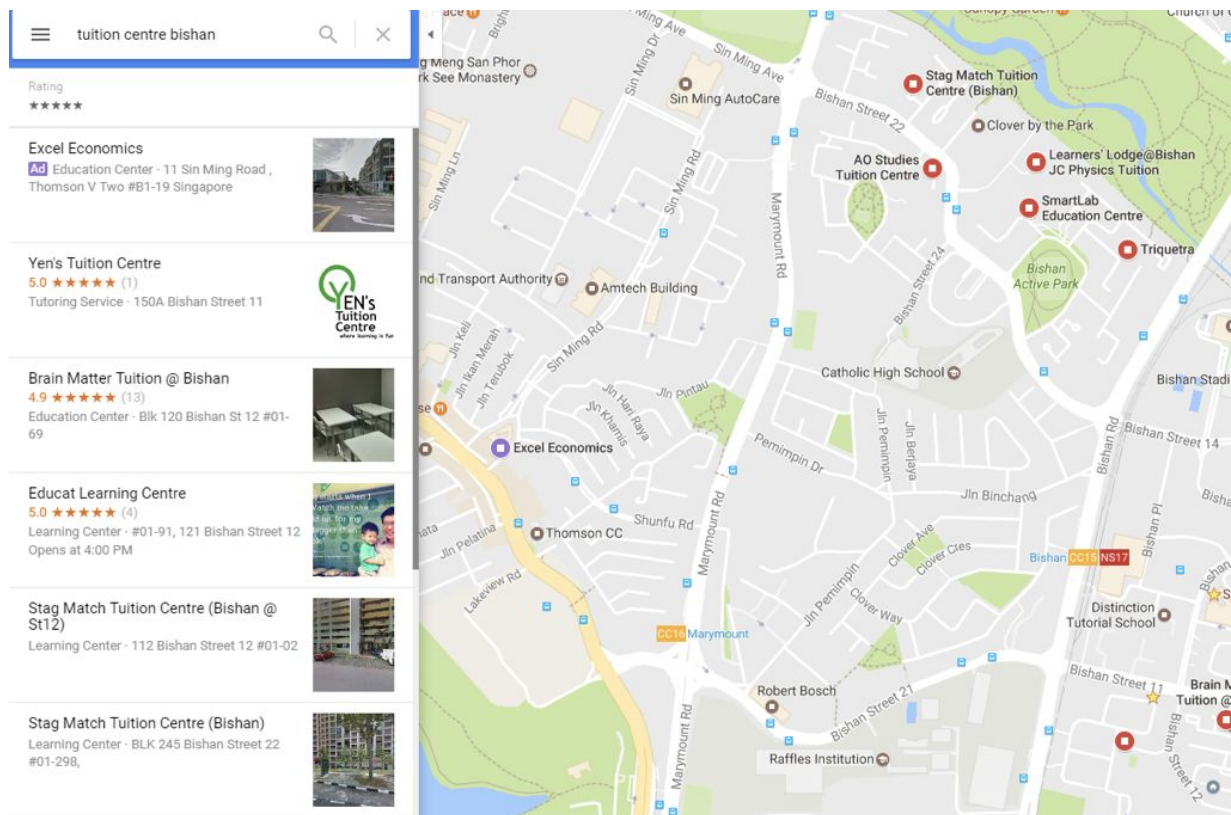 tuition centre bishan
Rating
★★★★★
Excel Economics
Ad Education Center · 11 Sin Ming Road ,
Thomson V Two #B1-19 Singapore
Yen's Tuition Centre
5.0 ★★★★★ (1)
Tutoring Service · 150A Bishan Street 11
YEN's
Tuition
Centre
where learning is fun
Brain Matter Tuition @ Bishan
4.9 ★★★★★ (13)
Education Center · Blk 120 Bishan St 12 #01-
69
Educat Learning Centre
5.0 ★★★★★ (4)
Learning Center · #01-91, 121 Bishan Street 12
Opens at 4:00 PM
Stag Match Tuition Centre (Bishan @
St12)
Learning Center · 112 Bishan Street 12 #01-02
Stag Match Tuition Centre (Bishan)
Learning Center · BLK 245 Bishan Street 22
#01-298,
Sin Ming Ave
Sin Ming Dr
Meng San Phor
rk See Monastery
Sin Ming AutoCare
Bishan Street 22
Stag Match Tuition
Centre (Bishan)
Clover by the Park
AO Studies
Tuition Centre
Learners' Lodge@Bishan
JC Physics Tuition
SmartLab
Education Centre
Triquetra
Sin Ming Ln
Sin Ming Rd
Marymount Rd
Bishan Street 24
Bishan
Active Park
nd Transport Authority
Amtech Building
Jln Keli
Jln Ikan Merah
Jln Terubok
Sin Ming Rd
Jln Pintau
Jln Hari Raya
Jln Khamis
Catholic High School
Bishan Stadi
Excel Economics
Pemimpin Dr
Jln Pemimpin
Jln Berjaya
Bishan Rd
Bishan Street 14
Jln Binchang
Bishan Pl
Shunfu Rd
Thomson CC
Jln Pelatina
Lakeview Rd
Marymount Rd
Clover Ave
Clover Cres
Clover Way
Jln Pemimpin
Bishan CC15 NS17
Distinction
Tutorial School
CC16 Marymount
Bishan Street 11
Brain M
Tuition @
Robert Bosch
Bishan Street 21
Raffles Institution
Marymount Rd
Bishan Street 12